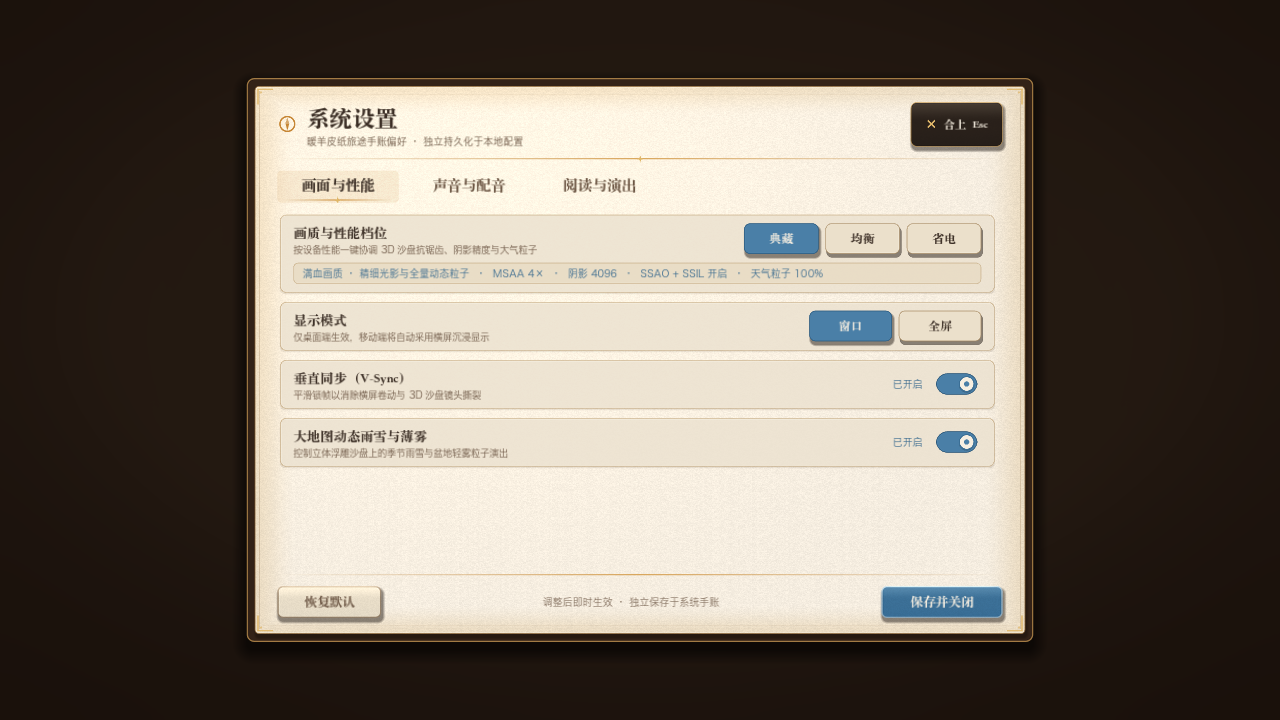 系统设置
暖羊皮纸旅途手账偏好 · 独立持久化于本地配置
× 合上 Esc
画面与性能
声音与配音
阅读与演出
画质与性能档位
按设备性能一键协调 3D 沙盘抗锯齿、阴影精度与大气粒子
典藏
均衡
省电
满血画质 · 精细光影与全量动态粒子 · MSAA 4× · 阴影 4096 · SSAO + SSIL 开启 · 天气粒子 100%
显示模式
仅桌面端生效，移动端将自动采用横屏沉浸显示
窗口
全屏
垂直同步（V-Sync）
平滑锁帧以消除横屏卷动与 3D 沙盘镜头撕裂
已开启
大地图动态雨雪与薄雾
控制立体浮雕沙盘上的季节雨雪与盆地轻雾粒子演出
已开启
恢复默认
调整后即时生效 · 独立保存于系统手账
保存并关闭